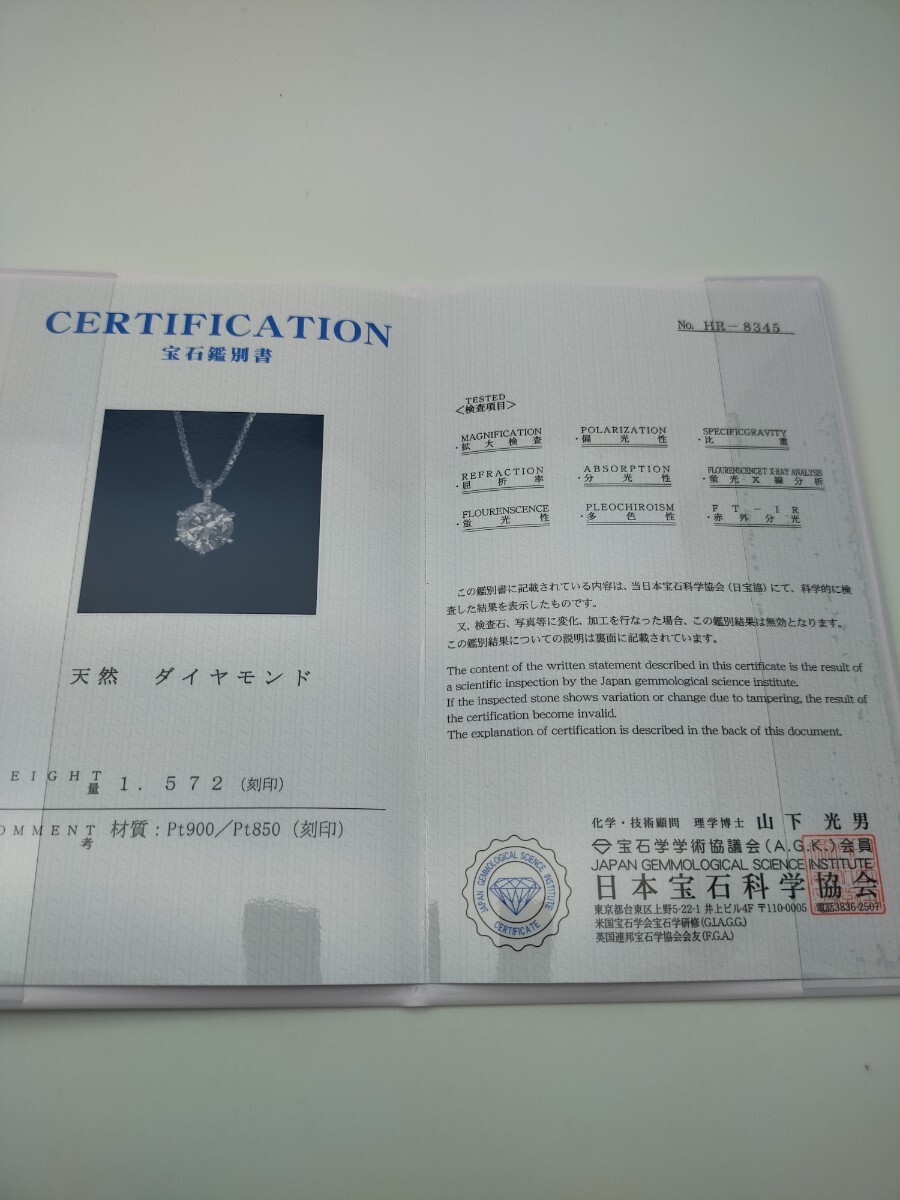 CERTIFICATION
宝石鑑別書
天然 ダイヤモンド
EIGHT
量 1.572 (刻印)
OMMENT 材質:Pt900/Pt850 (刻印)
考
No. HR-8345
TESTED
<検査項目>
MAGNIFICATION
・拡大検査
POLARIZATION
・偏光性
SPECIFICGRAVITY
・比重
REFRACTION
・屈折率
ABSORPTION
・分光性
FLOURENSCENCET X-RAY ANALYSIS
・蛍光X線分析
FLOURENSCENCE
・蛍光性
PLEOCHIROISM
・多色性
FT-IR
・赤外分光
この鑑別書に記載されている内容は、当日本宝石科学協会(日宝協)にて、科学的に検
査した結果を表示したものです。
又、検査石、写真等に変化、加工を行なった場合、この鑑別結果は無効となります。
この鑑別結果についての説明は裏面に記載されています。
The content of the written statement described in this certificate is the result of
a scientific inspection by the Japan gemmological science institute.
If the inspected stone shows variation or change due to tampering, the result of
the certification become invalid.
The explanation of certification is described in the back of this document.
化学・技術顧問 理学博士 山下光男
宝石学学術協議会(A.G.K.)会員
JAPAN GEMMOLOGICAL SCIENCE INSTITUTE
日本宝石科学協会
東京都台東区上野5-22-1 井上ビル4F 〒110-0005 電話3836-2507
米国宝石学会宝石学研修(G.I.A.G.G.)
英国連邦宝石学協会会友(F.G.A.)
JAPAN GEMMOLOGICAL SCIENCE INSTITUTE
CERTIFICATE